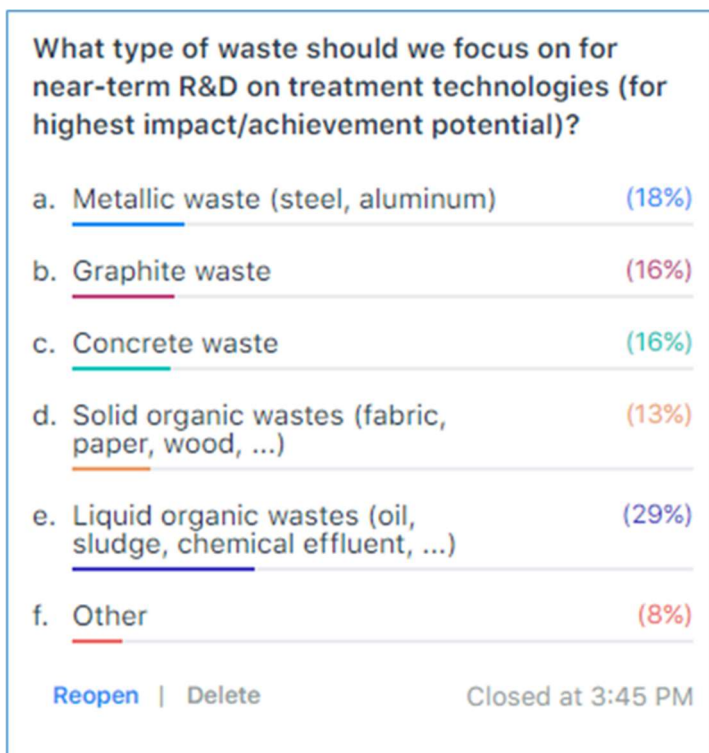 What type of waste should we focus on for
near-term R&D on treatment technologies (for
highest impact/achievement potential)?
a. Metallic waste (steel, aluminum) (18%)
b. Graphite waste (16%)
c. Concrete waste (16%)
d. Solid organic wastes (fabric, (13%)
paper, wood, ...)
e. Liquid organic wastes (oil, (29%)
sludge, chemical effluent, ...)
f. Other (8%)
Reopen | Delete Closed at 3:45 PM